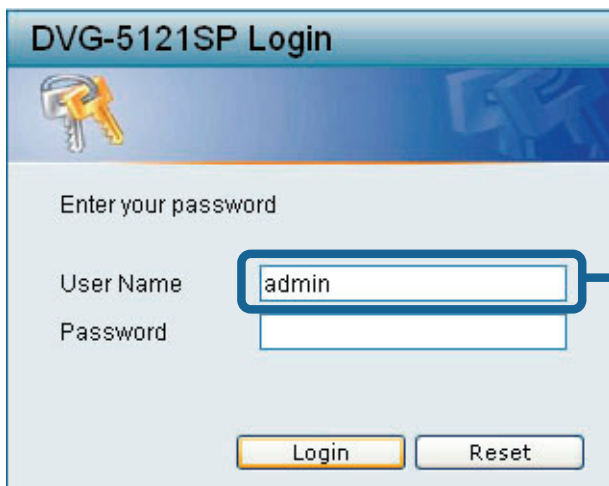 DVG-5121SP Login
Enter your password
User Name admin
Password
Login Reset